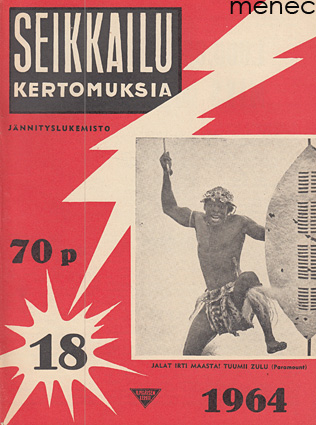 menec
SEIKKAILU
KERTOMUKSIA
JÄNNITYSLUKEMISTO
70 p
JALAT IRTI MAASTA! TUUMII ZULU (Paramount)
18
1964